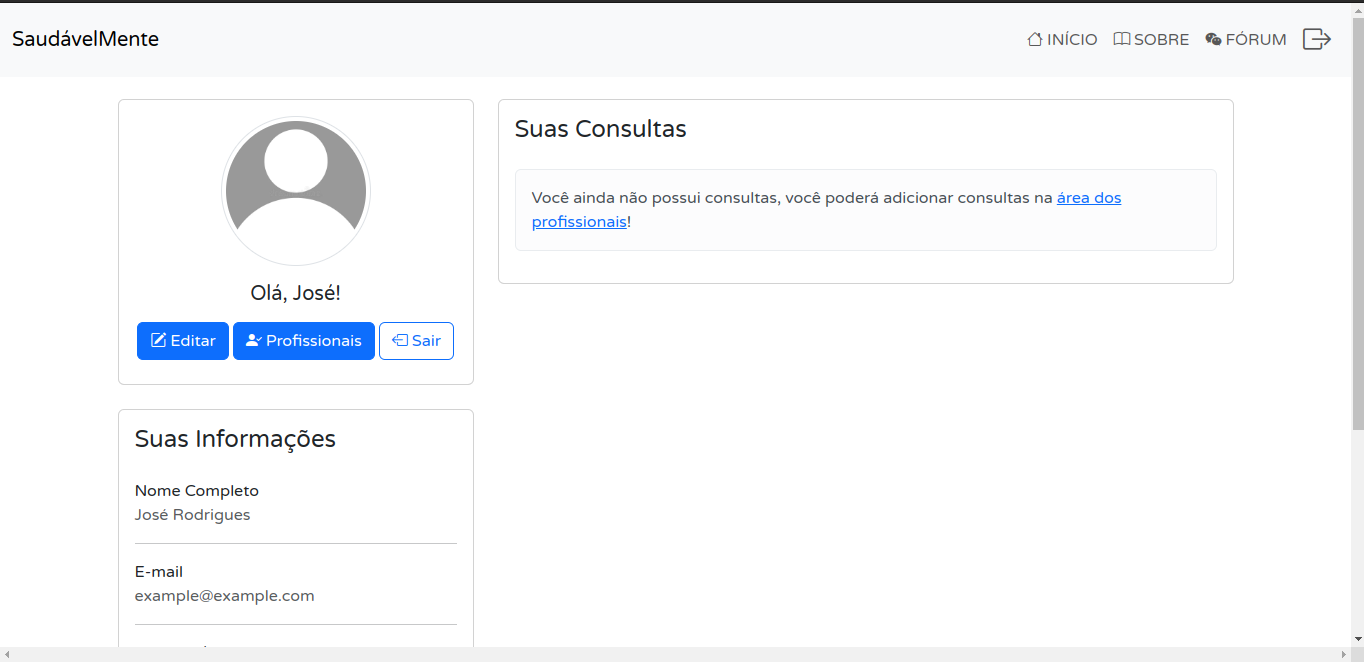 SaudávelMente
INÍCIO SOBRE FÓRUM
Olá, José!
Editar Profissionais Sair
Suas Informações
Nome Completo
José Rodrigues
E-mail
example@example.com
Suas Consultas
Você ainda não possui consultas, você poderá adicionar consultas na área dos
profissionais!